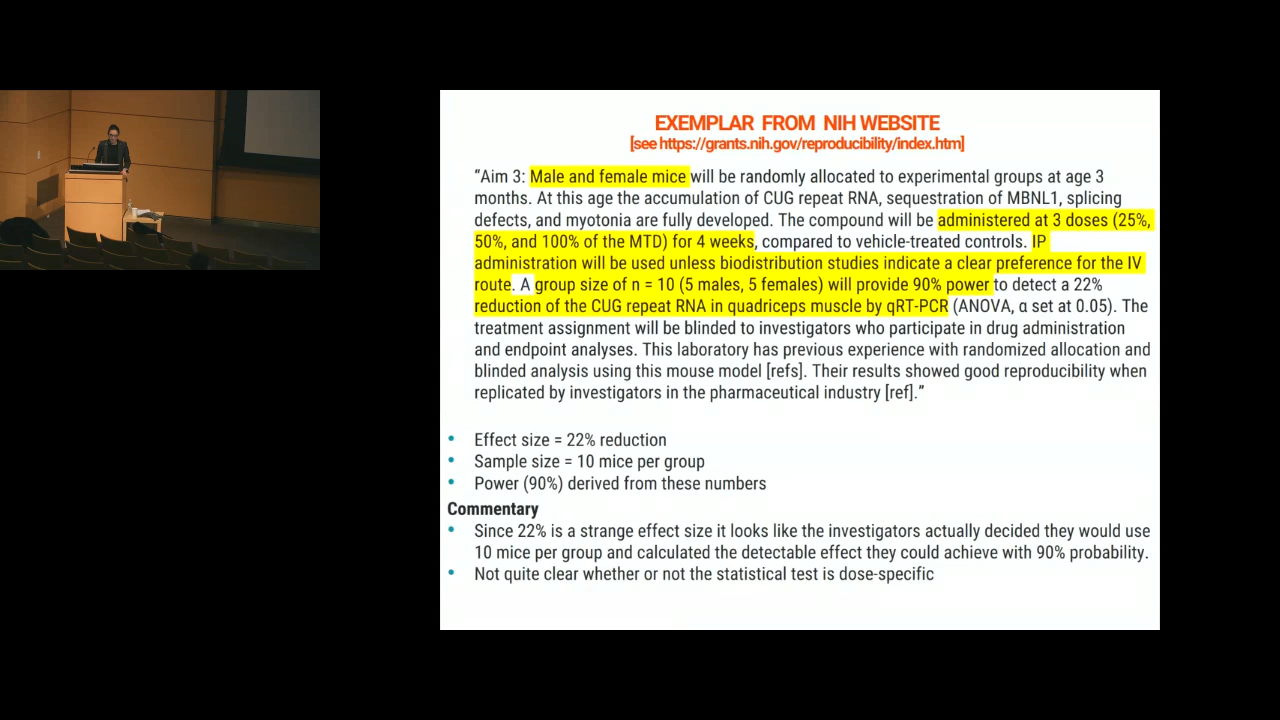 EXEMPLAR FROM NIH WEBSITE
[see https://grants.nih.gov/reproducibility/index.htm]
“Aim 3: Male and female mice will be randomly allocated to experimental groups at age 3
months. At this age the accumulation of CUG repeat RNA, sequestration of MBNL1, splicing
defects, and myotonia are fully developed. The compound will be administered at 3 doses (25%,
50%, and 100% of the MTD) for 4 weeks, compared to vehicle-treated controls. IP
administration will be used unless biodistribution studies indicate a clear preference for the IV
route. A group size of n = 10 (5 males, 5 females) will provide 90% power to detect a 22%
reduction of the CUG repeat RNA in quadriceps muscle by qRT-PCR (ANOVA, α set at 0.05). The
treatment assignment will be blinded to investigators who participate in drug administration
and endpoint analyses. This laboratory has previous experience with randomized allocation and
blinded analysis using this mouse model [refs]. Their results showed good reproducibility when
replicated by investigators in the pharmaceutical industry [ref].”
• Effect size = 22% reduction
• Sample size = 10 mice per group
• Power (90%) derived from these numbers
Commentary
• Since 22% is a strange effect size it looks like the investigators actually decided they would use
10 mice per group and calculated the detectable effect they could achieve with 90% probability.
• Not quite clear whether or not the statistical test is dose-specific